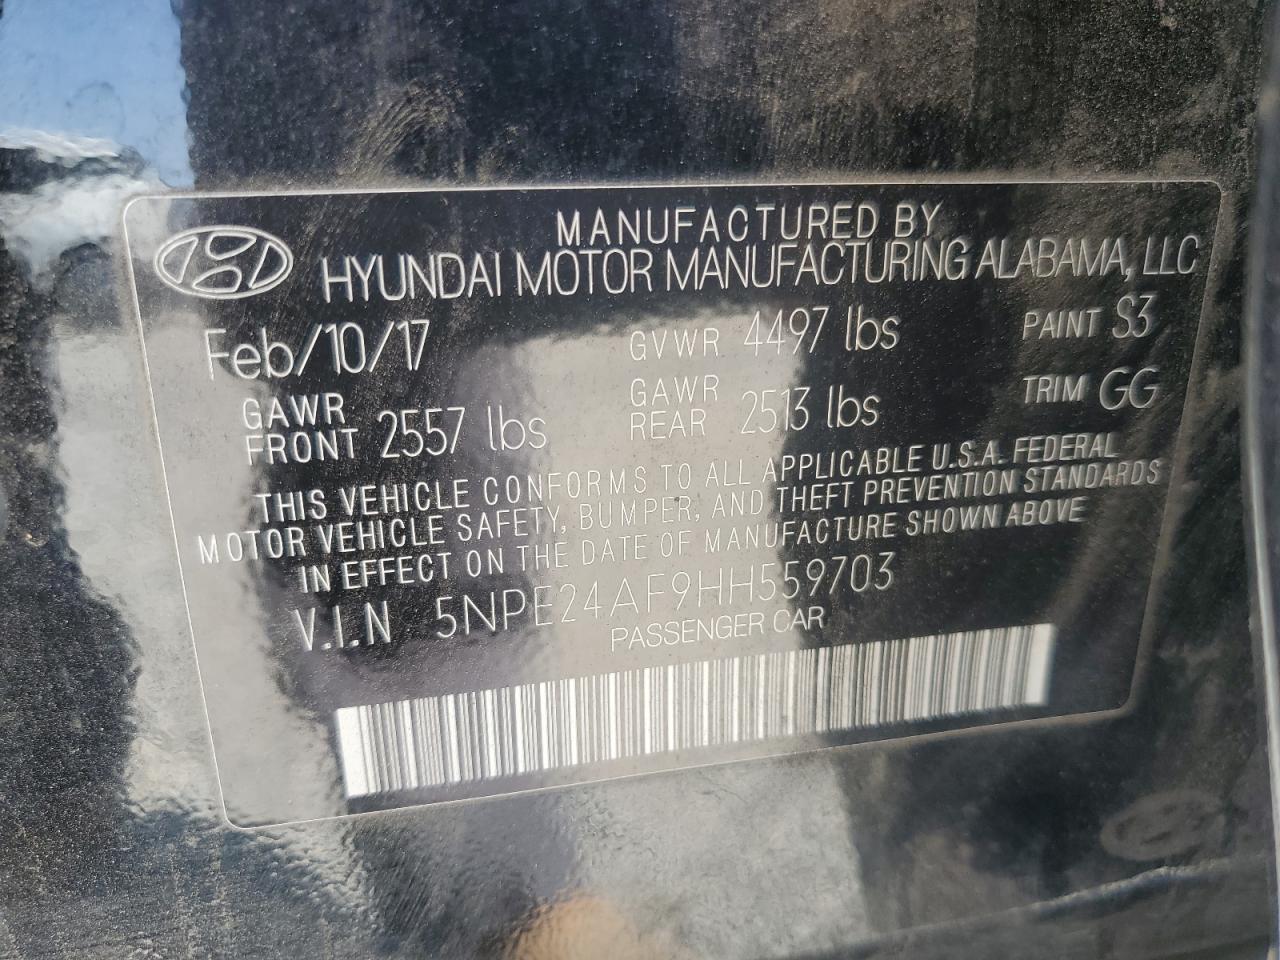 MANUFACTURED BY
HYUNDAI MOTOR MANUFACTURING ALABAMA, LLC
Feb/10/17 GVWR 4497 lbs PAINT S3
GAWR FRONT 2557 lbs GAWR REAR 2513 lbs TRIM GG
THIS VEHICLE CONFORMS TO ALL APPLICABLE U.S.A. FEDERAL
MOTOR VEHICLE SAFETY, BUMPER, AND THEFT PREVENTION STANDARDS
IN EFFECT ON THE DATE OF MANUFACTURE SHOWN ABOVE
V.I.N 5NPE24AF9HH559703
PASSENGER CAR